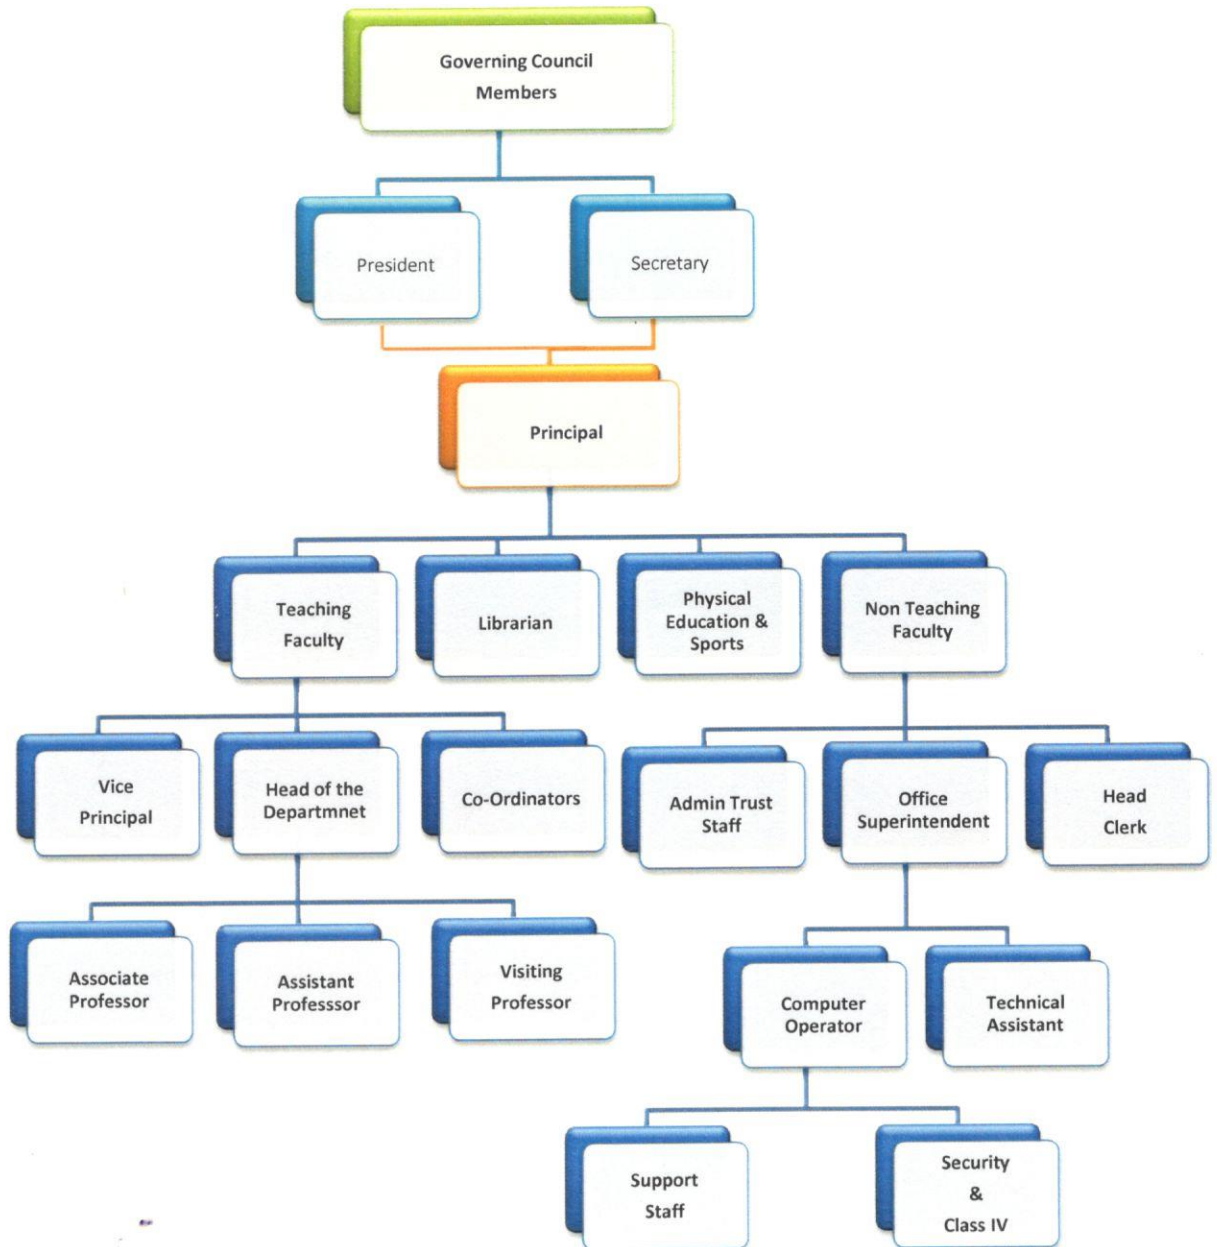 Governing Council
Members
President
Secretary
Principal
Teaching
Faculty
Librarian
Physical
Education &
Sports
Non Teaching
Faculty
Vice
Principal
Head of the
Departmnet
Co-Ordinators
Admin Trust
Staff
Office
Superintendent
Head
Clerk
Associate
Professor
Assistant
Professsor
Visiting
Professor
Computer
Operator
Technical
Assistant
Support
Staff
Security
&
Class IV